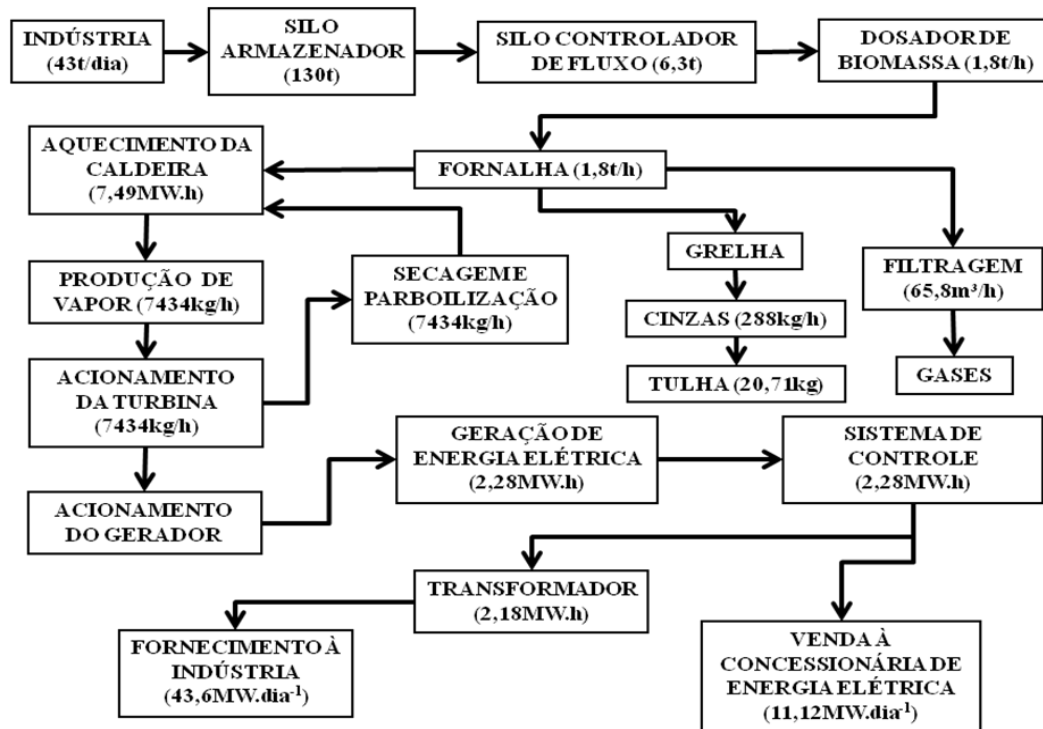 INDÚSTRIA
(43t/dia)
SILO
ARMAZENADOR
(130t)
SILO CONTROLADOR
DE FLUXO (6,3t)
DOSADOR DE
BIOMASSA (1,8t/h)
AQUECIMENTO DA
CALDEIRA
(7,49MW.h)
FORNALHA (1,8t/h)
PRODUÇÃO DE
VAPOR (7434kg/h)
SECAGEM E
PARBOILIZAÇÃO
(7434kg/h)
GRELHA
FILTRAGEM
(65,8m³/h)
CINZAS (288kg/h)
ACIONAMENTO
DA TURBINA
(7434kg/h)
TULHA (20,71kg)
GASES
GERAÇÃO DE
ENERGIA ELÉTRICA
(2,28MW.h)
SISTEMA DE
CONTROLE
(2,28MW.h)
ACIONAMENTO
DO GERADOR
TRANSFORMADOR
(2,18MW.h)
FORNECIMENTO À
INDÚSTRIA
(43,6MW.dia⁻¹)
VENDA À
CONCESSIONÁRIA DE
ENERGIA ELÉTRICA
(11,12MW.dia⁻¹)